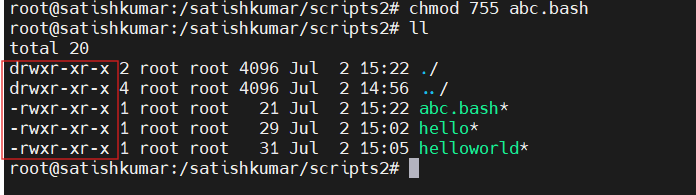 root@satishkumar:/satishkumar/scripts2# chmod 755 abc.bash
root@satishkumar:/satishkumar/scripts2# ll
total 20
drwxr-xr-x 2 root root 4096 Jul  2 15:22 ./
drwxr-xr-x 4 root root 4096 Jul  2 14:56 ../
-rwxr-xr-x 1 root root   21 Jul  2 15:22 abc.bash*
-rwxr-xr-x 1 root root   29 Jul  2 15:02 hello*
-rwxr-xr-x 1 root root   31 Jul  2 15:05 helloworld*
root@satishkumar:/satishkumar/scripts2#